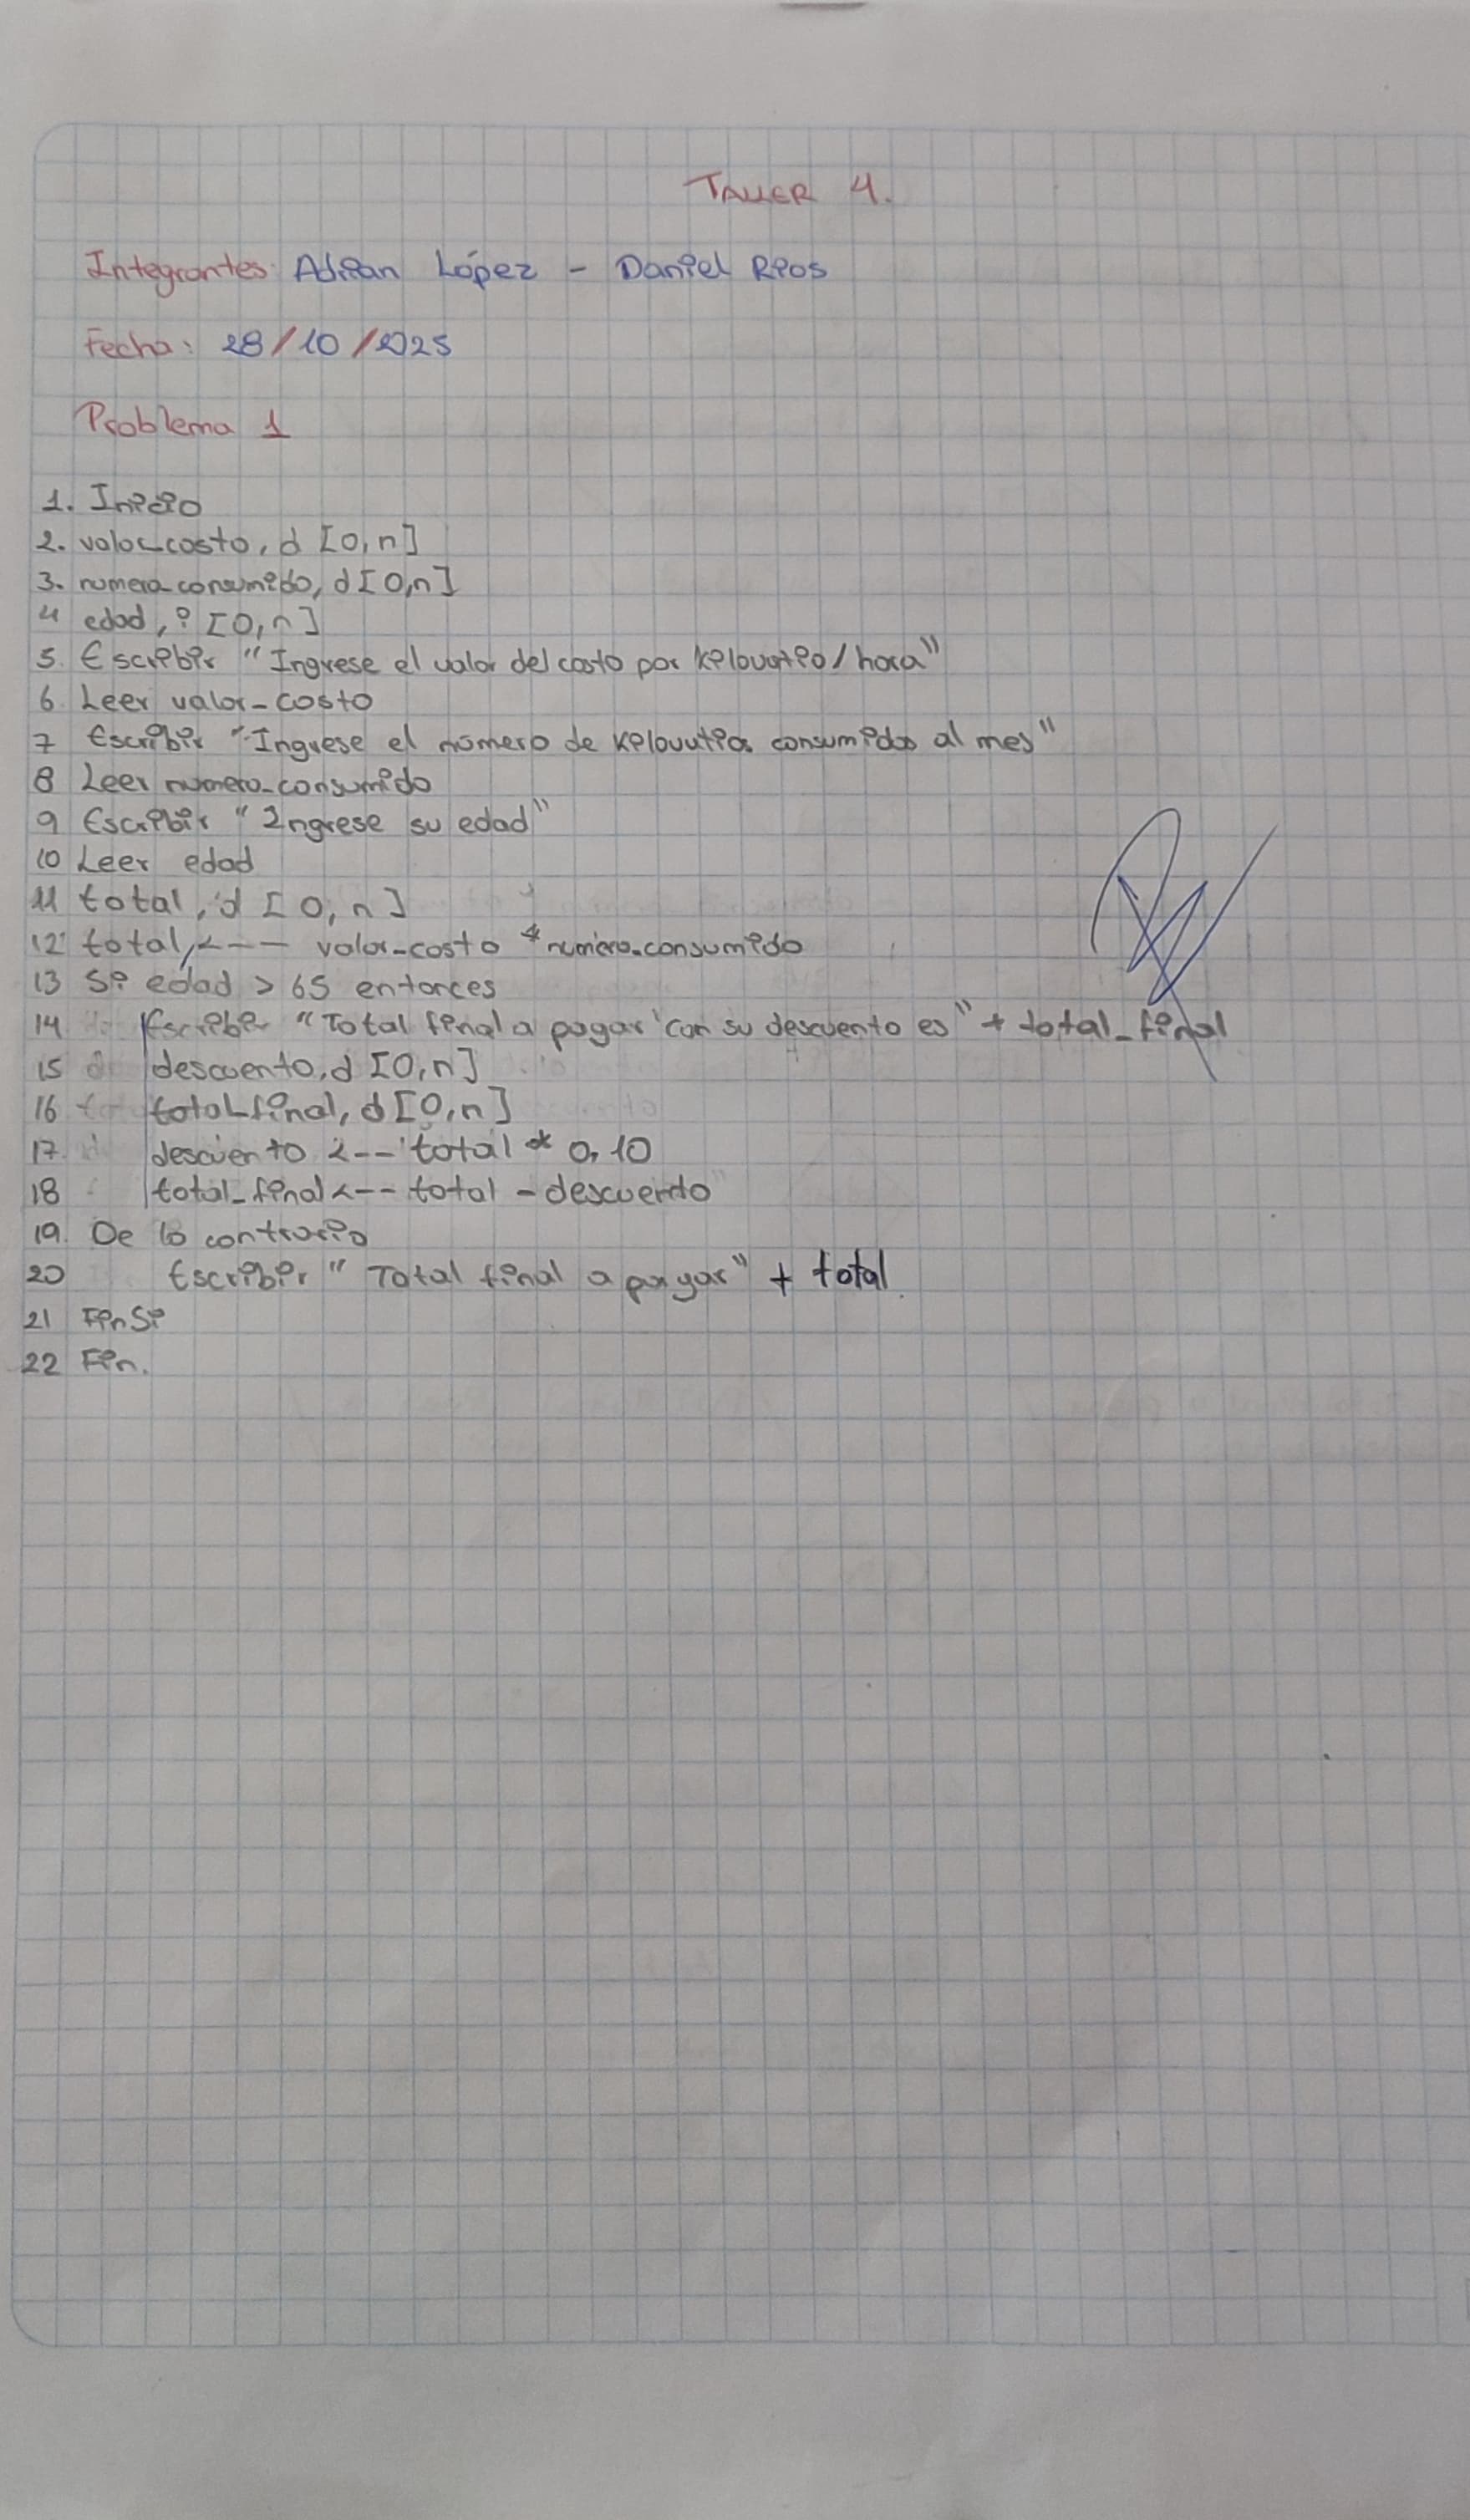 TALLER 4.
Integrantes: Adrian López - Daniel Rios
Fecha: 28/10/2025
Problema 1
1. Inicio
2. valor_costo, d [0,n]
3. numero_consumido, d [0,n]
4 edad, i [0,n]
5. Escribir "Ingrese el valor del costo por kilovatio/hora"
6. Leer valor_costo
7 Escribir "Ingrese el número de kilovatios consumidos al mes"
8 Leer numero_consumido
9 Escribir "Ingrese su edad"
10 Leer edad
11 total, d [0,n]
12 total <-- valor_costo * numero_consumido
13 Si edad > 65 entonces
14 Escribir "Total final a pagar con su descuento es" + total_final
15 descuento, d [0,n]
16 total_final, d [0,n]
17. descuento <-- total * 0,10
18 total_final <-- total - descuento
19. De lo contrario
20 Escribir "Total final a pagar" + total.
21 FinSi
22 Fin.